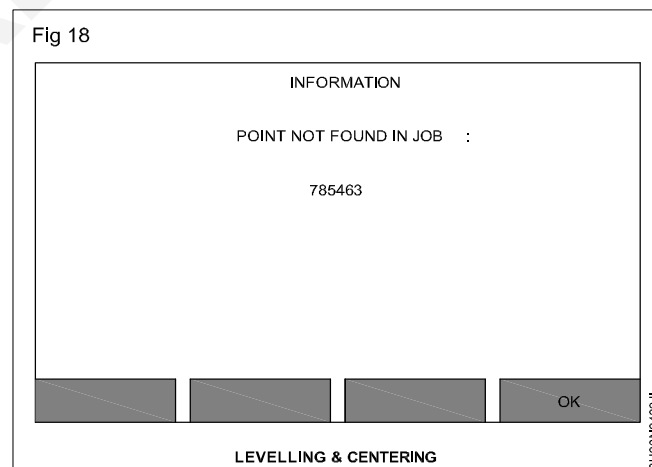 Fig 18
INFORMATION
POINT NOT FOUND IN JOB :
785463
OK
LEVELLING & CENTERING